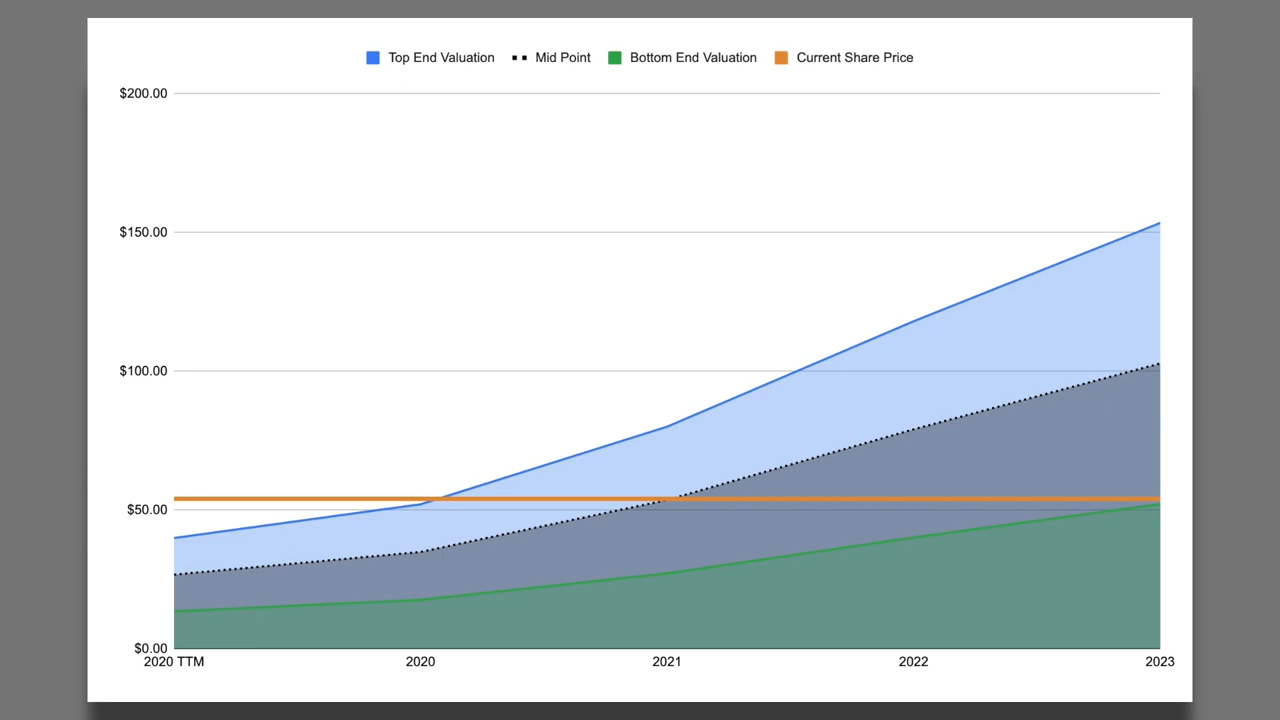 Top End Valuation Mid Point Bottom End Valuation Current Share Price
$200.00
$150.00
$100.00
$50.00
$0.00
2020 TTM 2020 2021 2022 2023